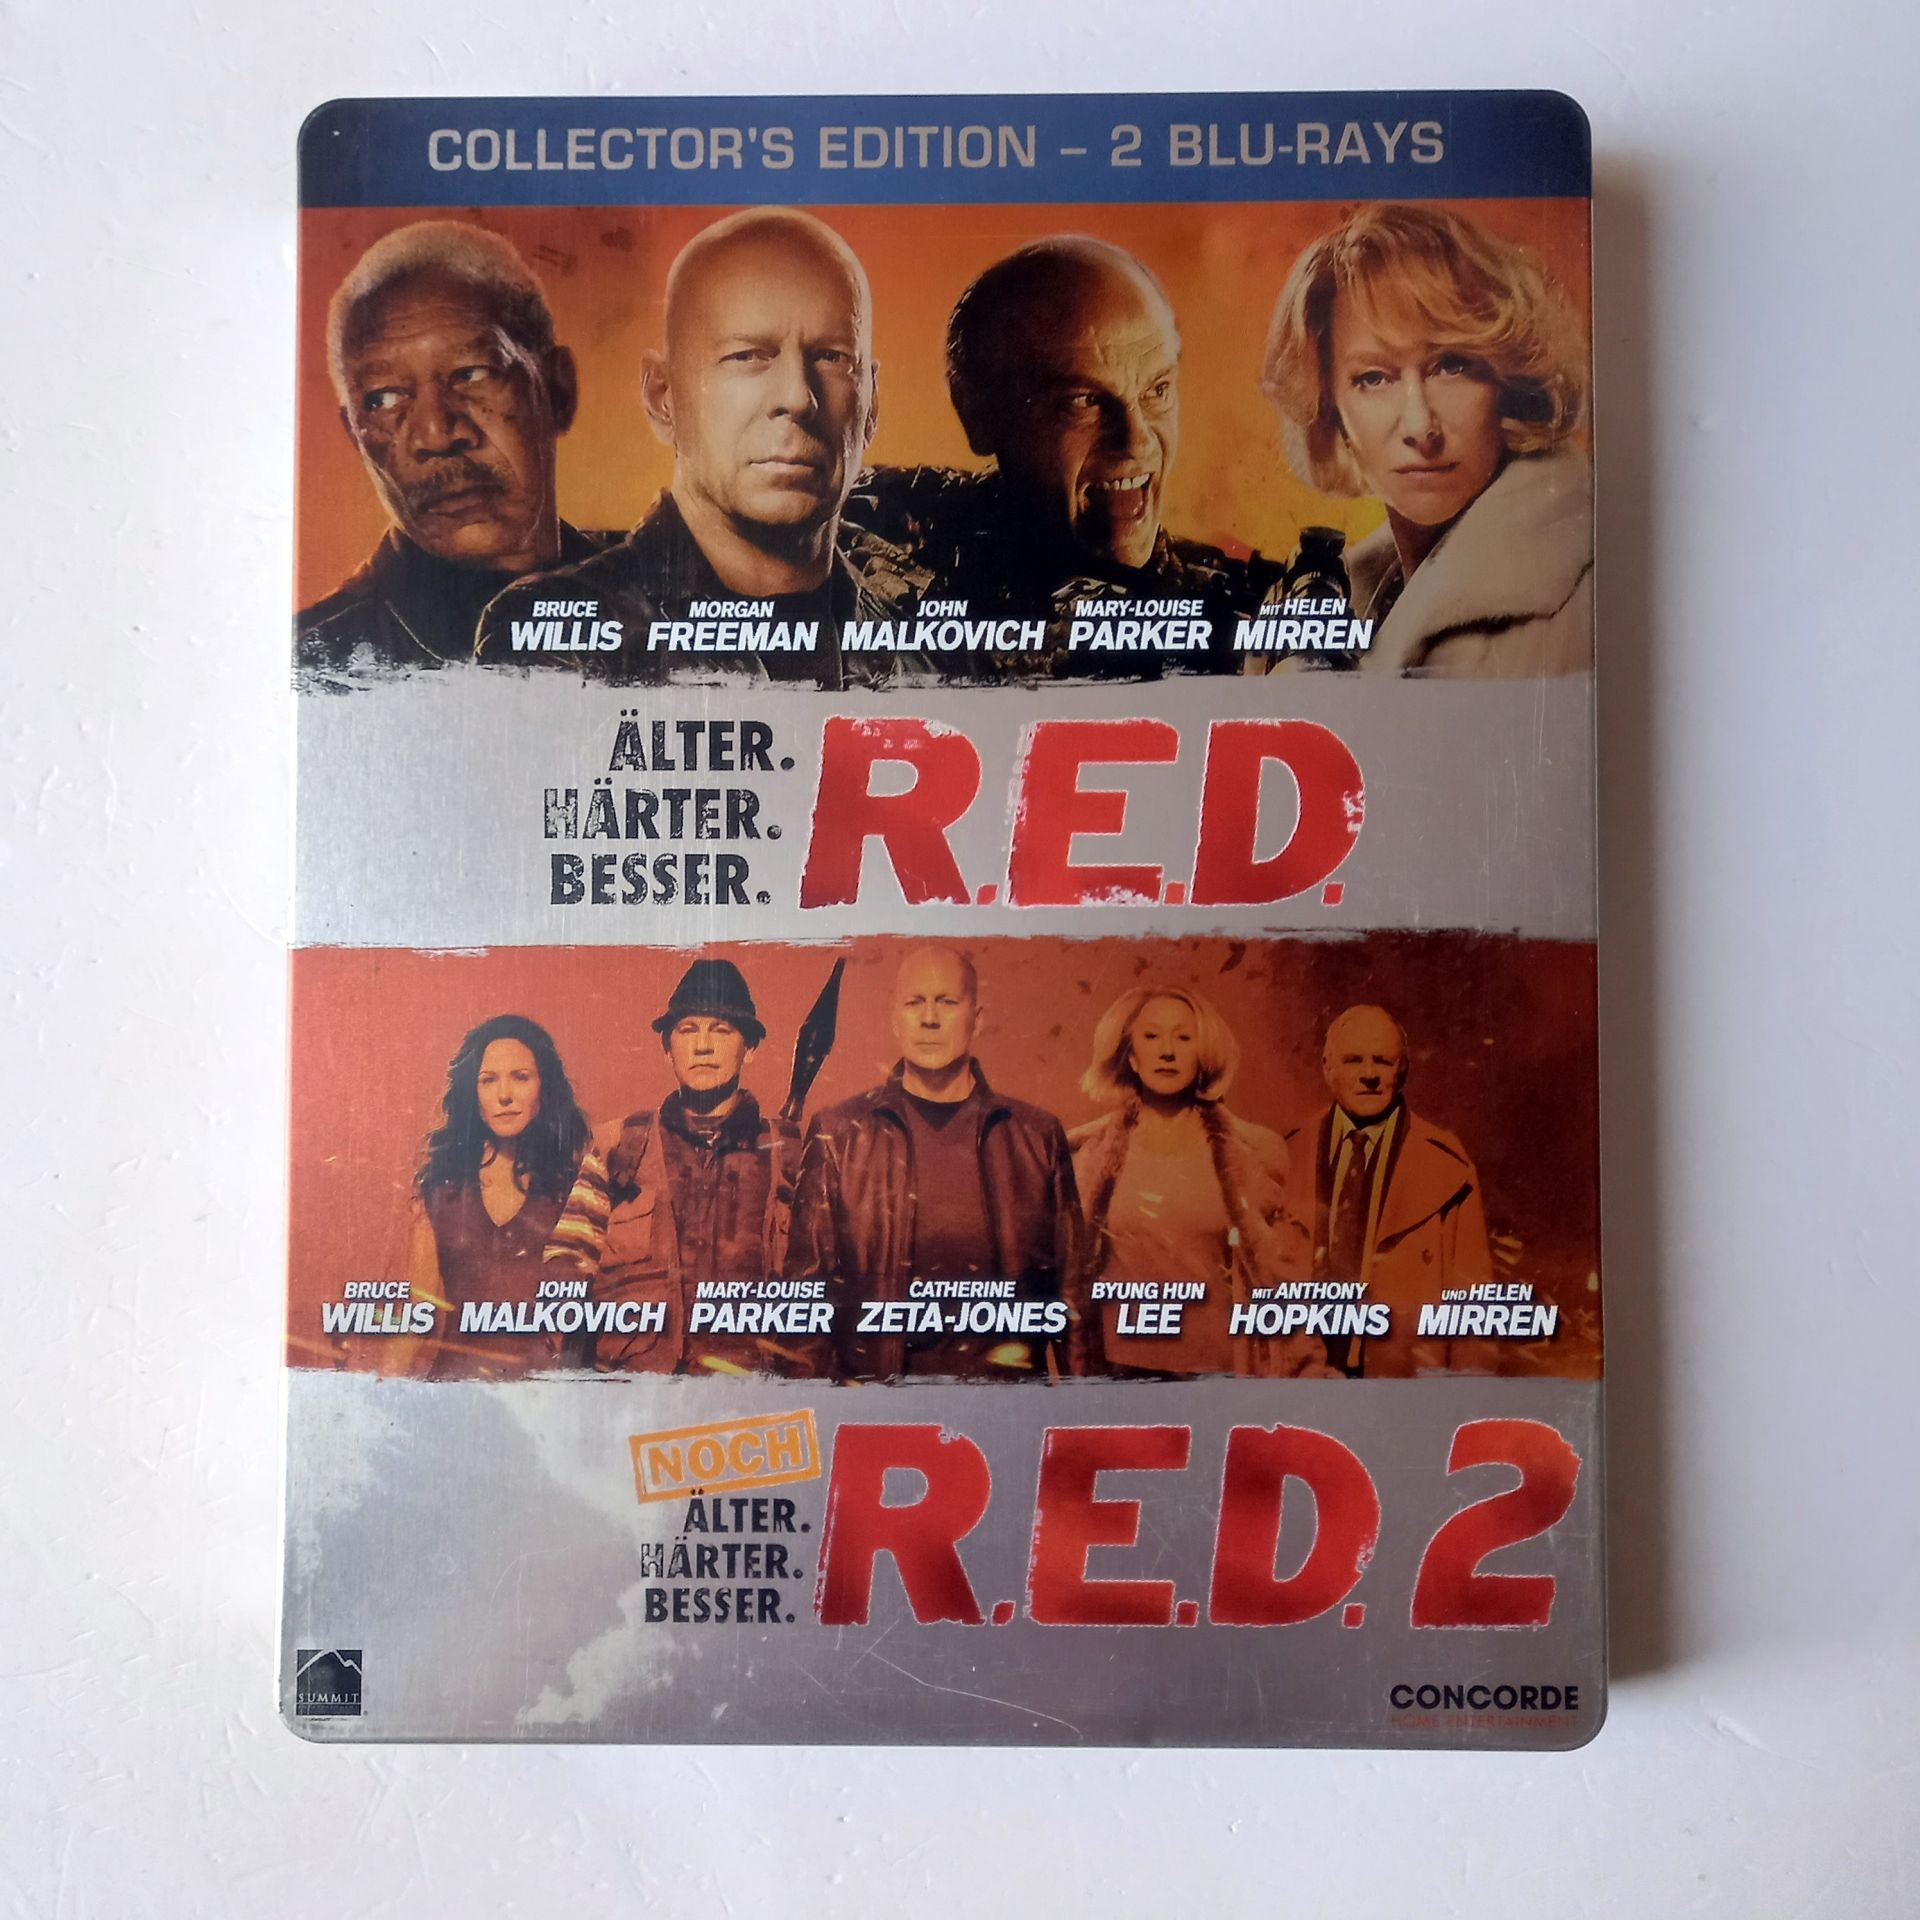 COLLECTOR'S EDITION – 2 BLU-RAYS
BRUCE WILLIS MORGAN FREEMAN JOHN MALKOVICH MARY-LOUISE PARKER MIT HELEN MIRREN
ÄLTER.
HÄRTER.
BESSER.
R.E.D.
BRUCE WILLIS JOHN MALKOVICH MARY-LOUISE PARKER CATHERINE ZETA-JONES BYUNG HUN LEE MIT ANTHONY HOPKINS UND HELEN MIRREN
NOCH
ÄLTER.
HÄRTER.
BESSER.
R.E.D. 2
SUMMIT
ENTERTAINMENT
CONCORDE
HOME ENTERTAINMENT